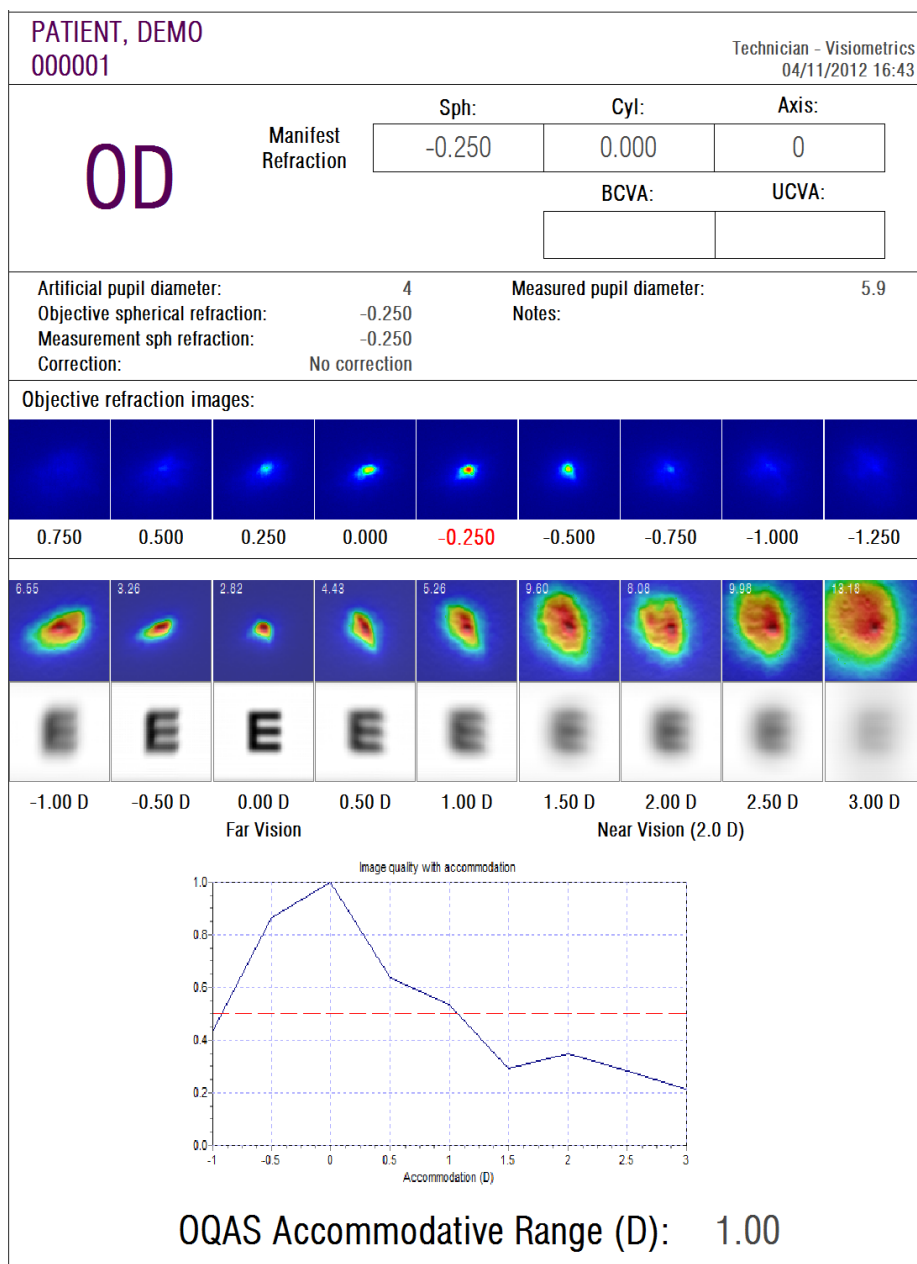 PATIENT, DEMO
000001
Technician - Visiometrics
04/11/2012 16:43
OD
Manifest Refraction
Sph: Cyl: Axis:
-0.250 0.000 0
BCVA: UCVA:
Artificial pupil diameter: 4 Measured pupil diameter: 5.9
Objective spherical refraction: -0.250 Notes:
Measurement sph refraction: -0.250
Correction: No correction
Objective refraction images:
0.750 0.500 0.250 0.000 -0.250 -0.500 -0.750 -1.000 -1.250
6.55 3.26 2.82 4.43 5.26 9.60 8.08 9.98 13.16
E E E E E E E E E
-1.00 D -0.50 D 0.00 D 0.50 D 1.00 D 1.50 D 2.00 D 2.50 D 3.00 D
Far Vision Near Vision (2.0 D)
Image quality with accommodation
1.0
0.8
0.6
0.4
0.2
0.0
-1 -0.5 0 0.5 1 1.5 2 2.5 3
Accommodation (D)
OQAS Accommodative Range (D): 1.00